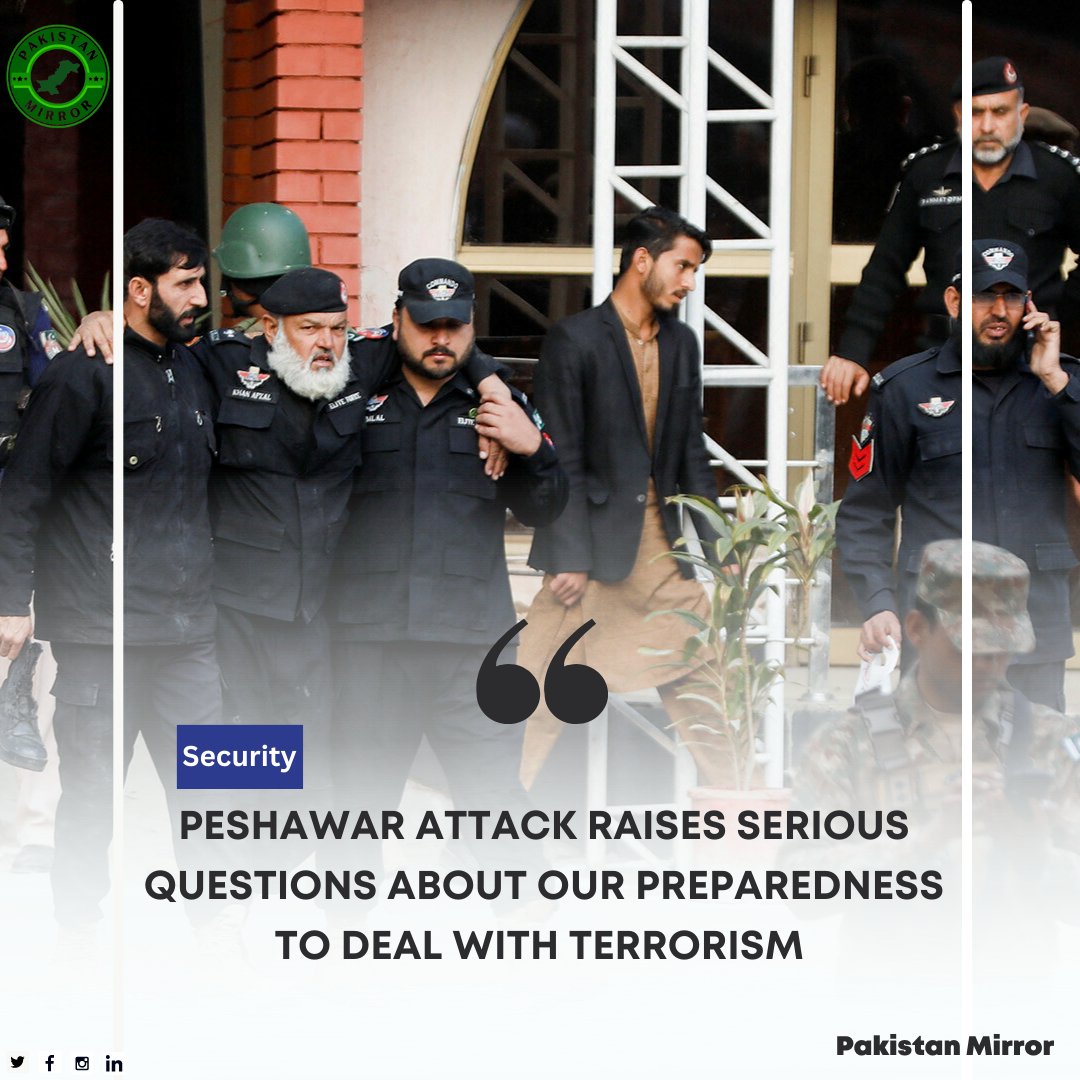 PAKISTAN
MIRROR
COMMANDO
KHAN AFZAL
ELITE FORCE
BILAL
COMMANDO
Security
PESHAWAR ATTACK RAISES SERIOUS
QUESTIONS ABOUT OUR PREPAREDNESS
TO DEAL WITH TERRORISM
Pakistan Mirror